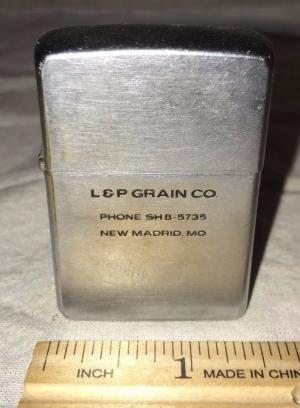 L&P GRAIN CO.
PHONE SH 8-5735
NEW MADRID, MO
INCH 1 MADE IN CHIN